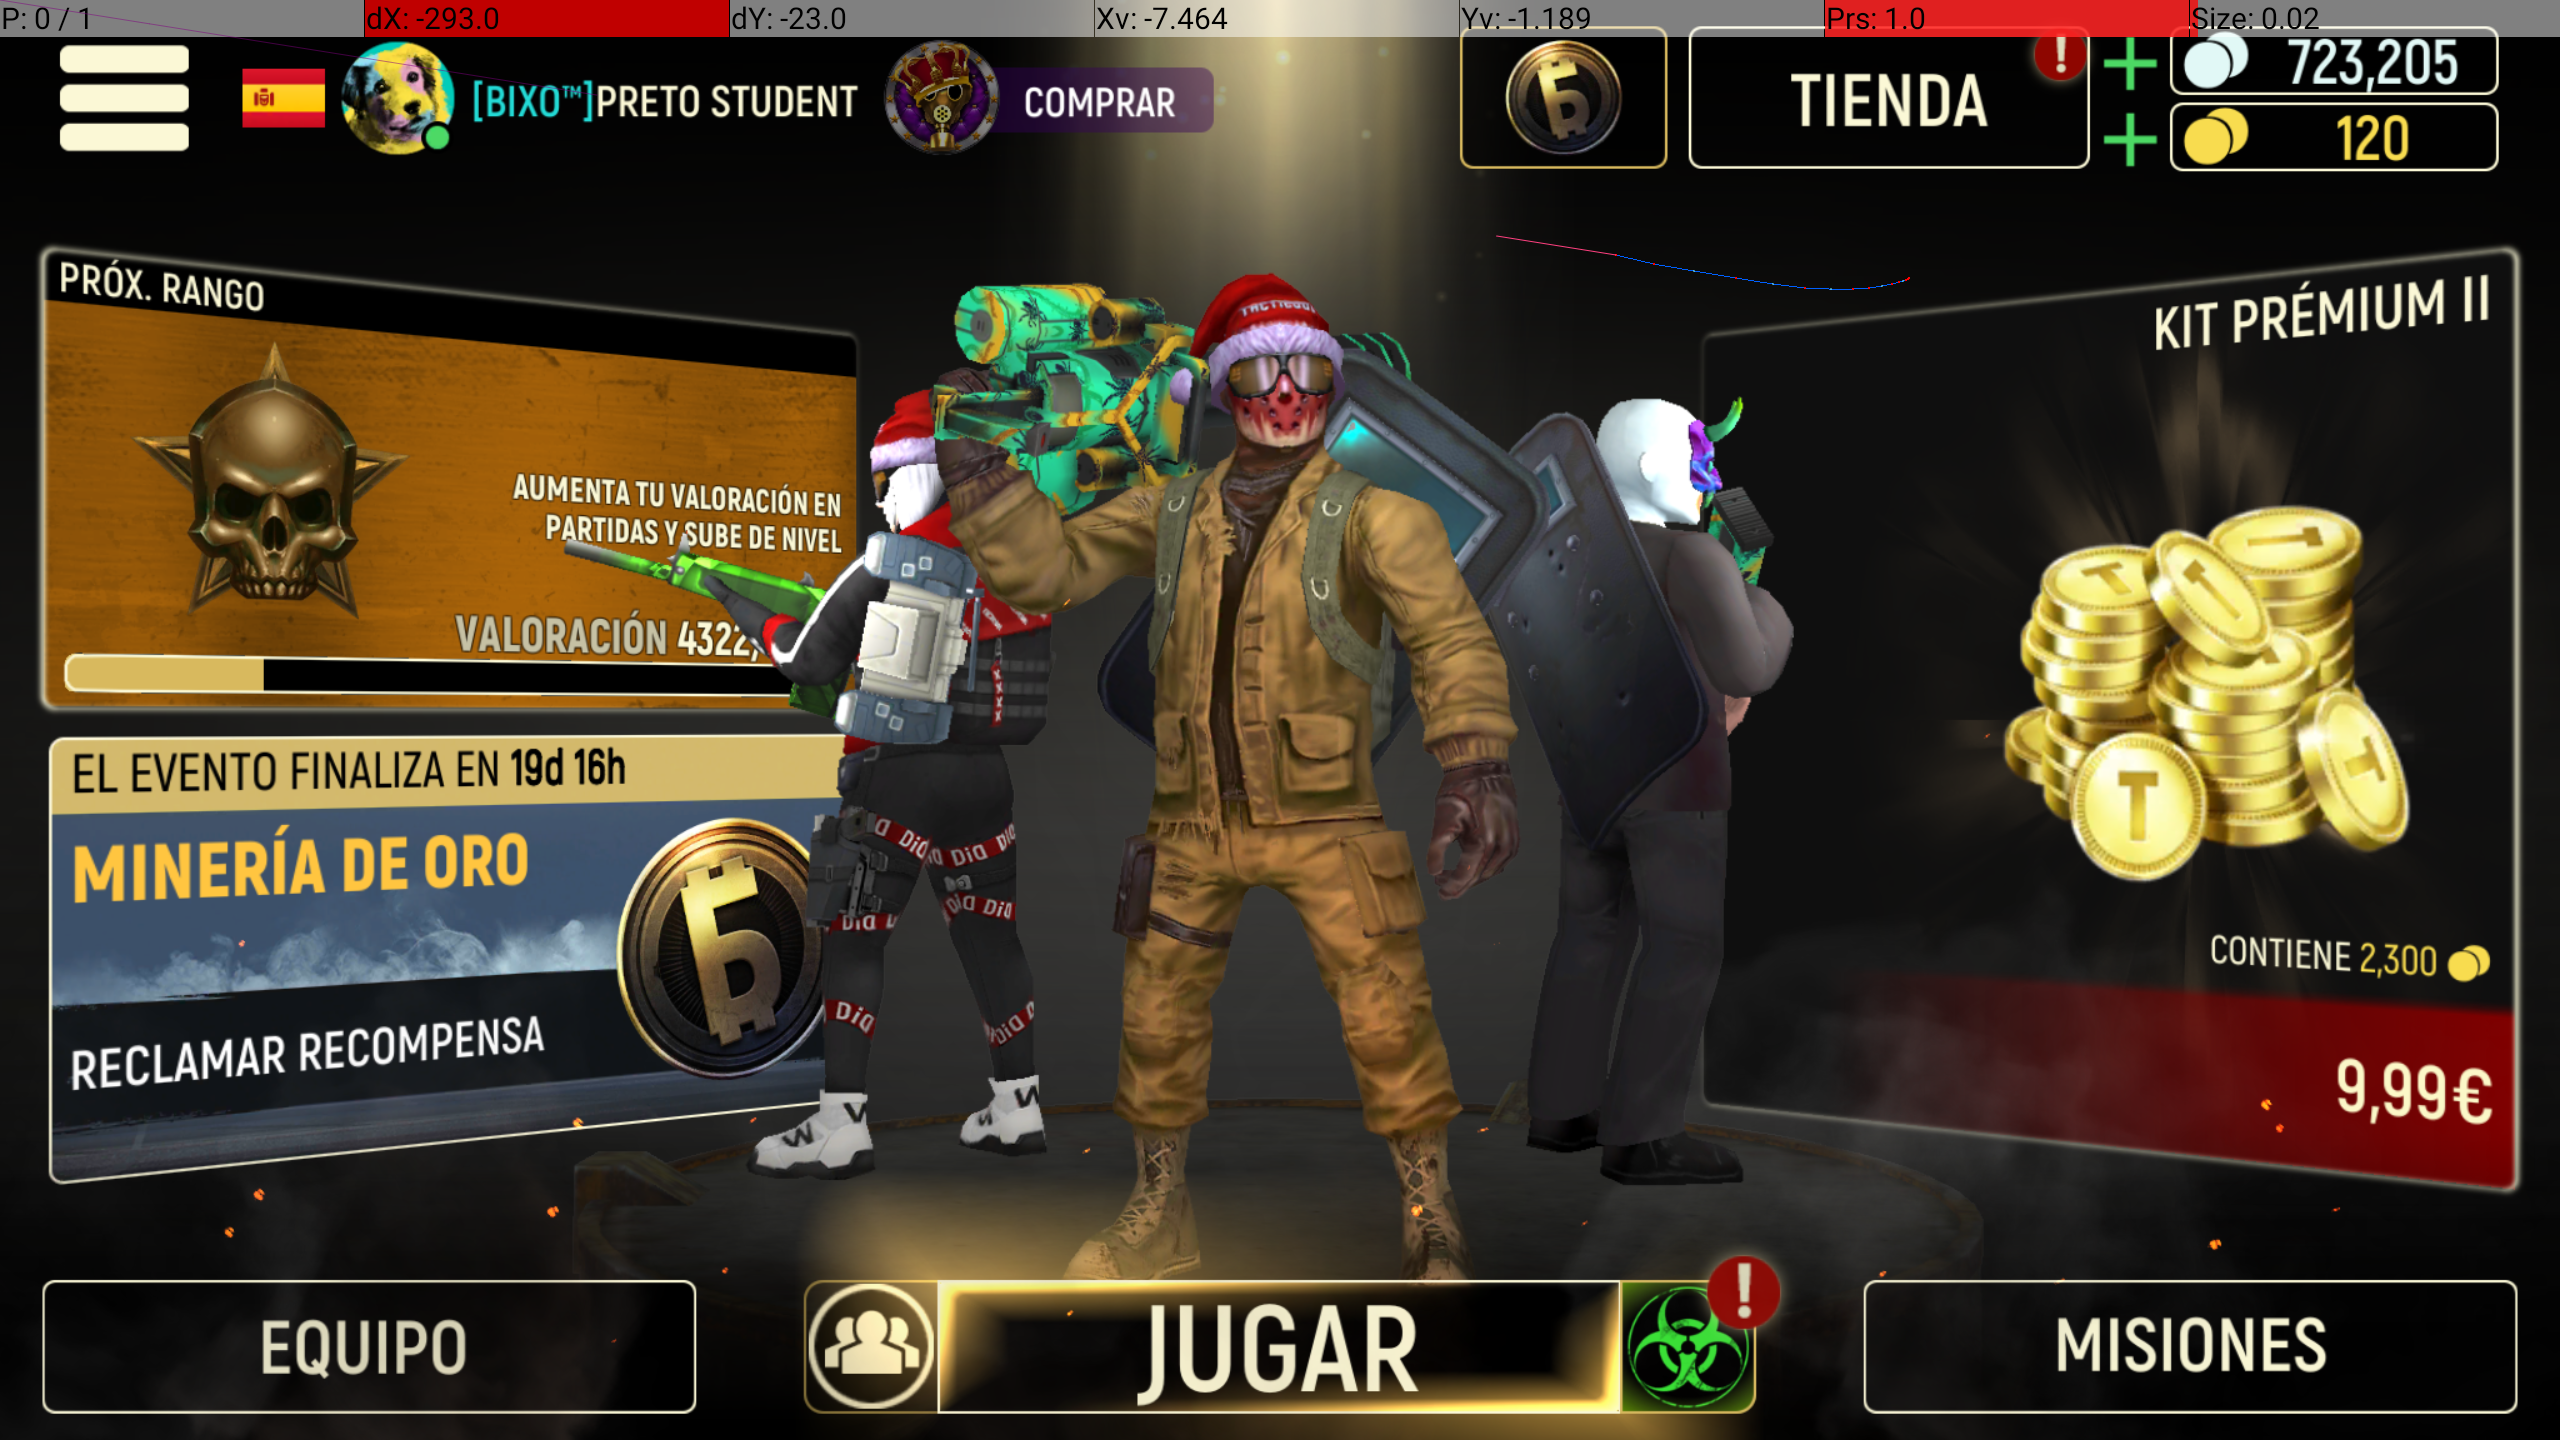 P: 0 / 1
dX: -293.0
dY: -23.0
Xv: -7.464
Yv: -1.189
Prs: 1.0
Size: 0.02
[BIXO™]PRETO STUDENT
COMPRAR
TIENDA
!
723,205
120
PRÓX. RANGO
AUMENTA TU VALORACIÓN EN
PARTIDAS Y SUBE DE NIVEL
VALORACIÓN 4322,
EL EVENTO FINALIZA EN 19d 16h
MINERÍA DE ORO
RECLAMAR RECOMPENSA
KIT PRÉMIUM II
CONTIENE 2,300
9,99€
EQUIPO
JUGAR
!
MISIONES